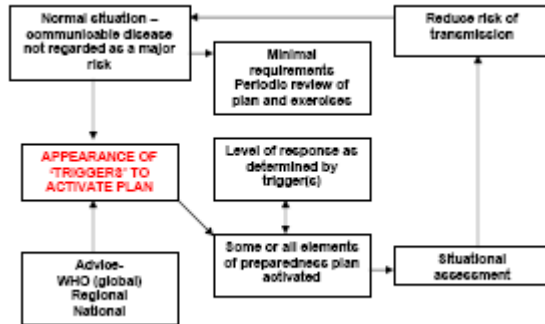 Normal situation –
communicable disease
not regarded as a major
risk
Reduce risk of
transmission
Minimal
requirements
Periodic review of
plan and exercises
APPEARANCE OF
'TRIGGERS' TO
ACTIVATE PLAN
Level of response as
determined by
trigger(s)
Advice-
WHO (global)
Regional
National
Some or all elements
of preparedness plan
activated
Situational
assessment